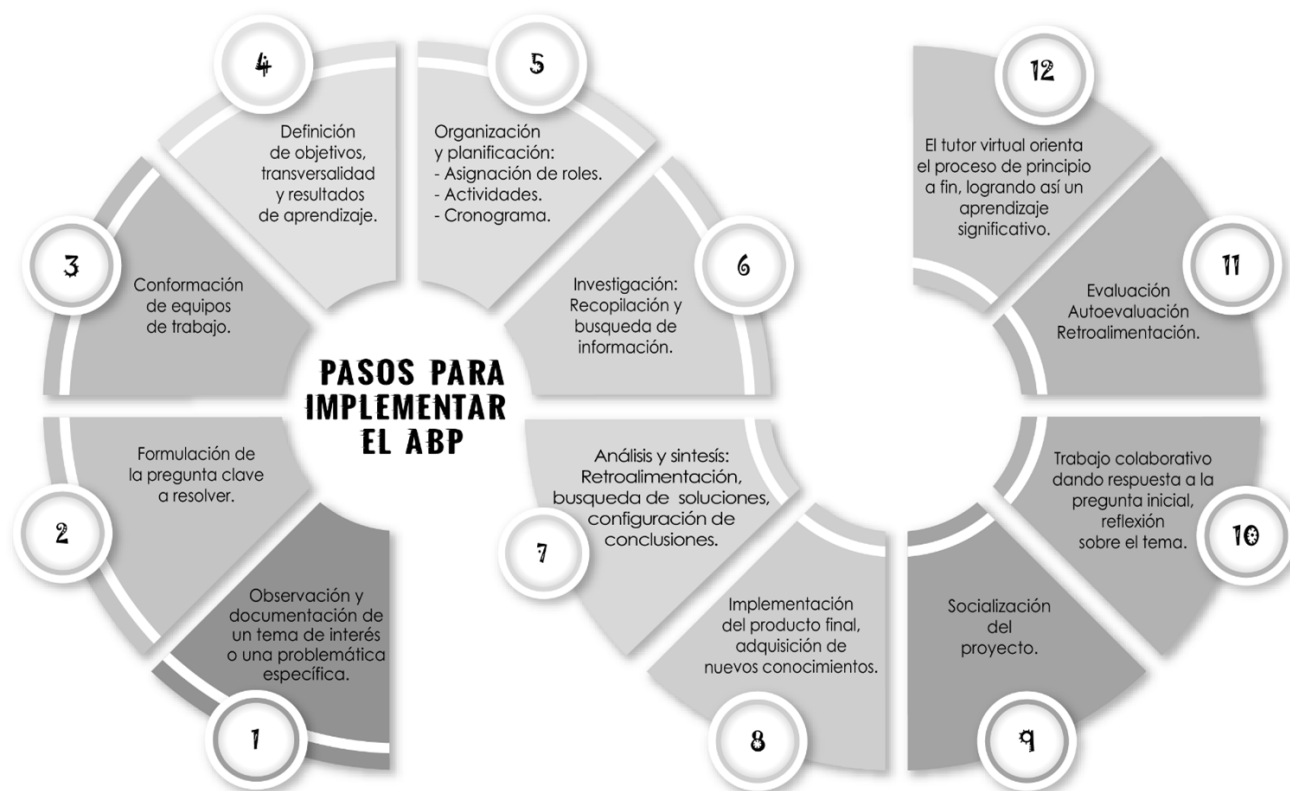 PASOS PARA
IMPLEMENTAR
EL ABP
1
Observación y
documentación de
un tema de interés
o una problemática
específica.
2
Formulación de
la pregunta clave
a resolver.
3
Conformación
de equipos
de trabajo.
4
Definición
de objetivos,
transversalidad
y resultados
de aprendizaje.
5
Organización
y planificación:
- Asignación de roles.
- Actividades.
- Cronograma.
6
Investigación:
Recopilación y
busqueda de
información.
7
Análisis y sintesís:
Retroalimentación,
busqueda de soluciones,
configuración de
conclusiones.
8
Implementación
del producto final,
adquisición de
nuevos conocimientos.
9
Socialización
del
proyecto.
10
Trabajo colaborativo
dando respuesta a la
pregunta inicial,
reflexión
sobre el tema.
11
Evaluación
Autoevaluación
Retroalimentación.
12
El tutor virtual orienta
el proceso de principio
a fin, logrando así un
aprendizaje
significativo.